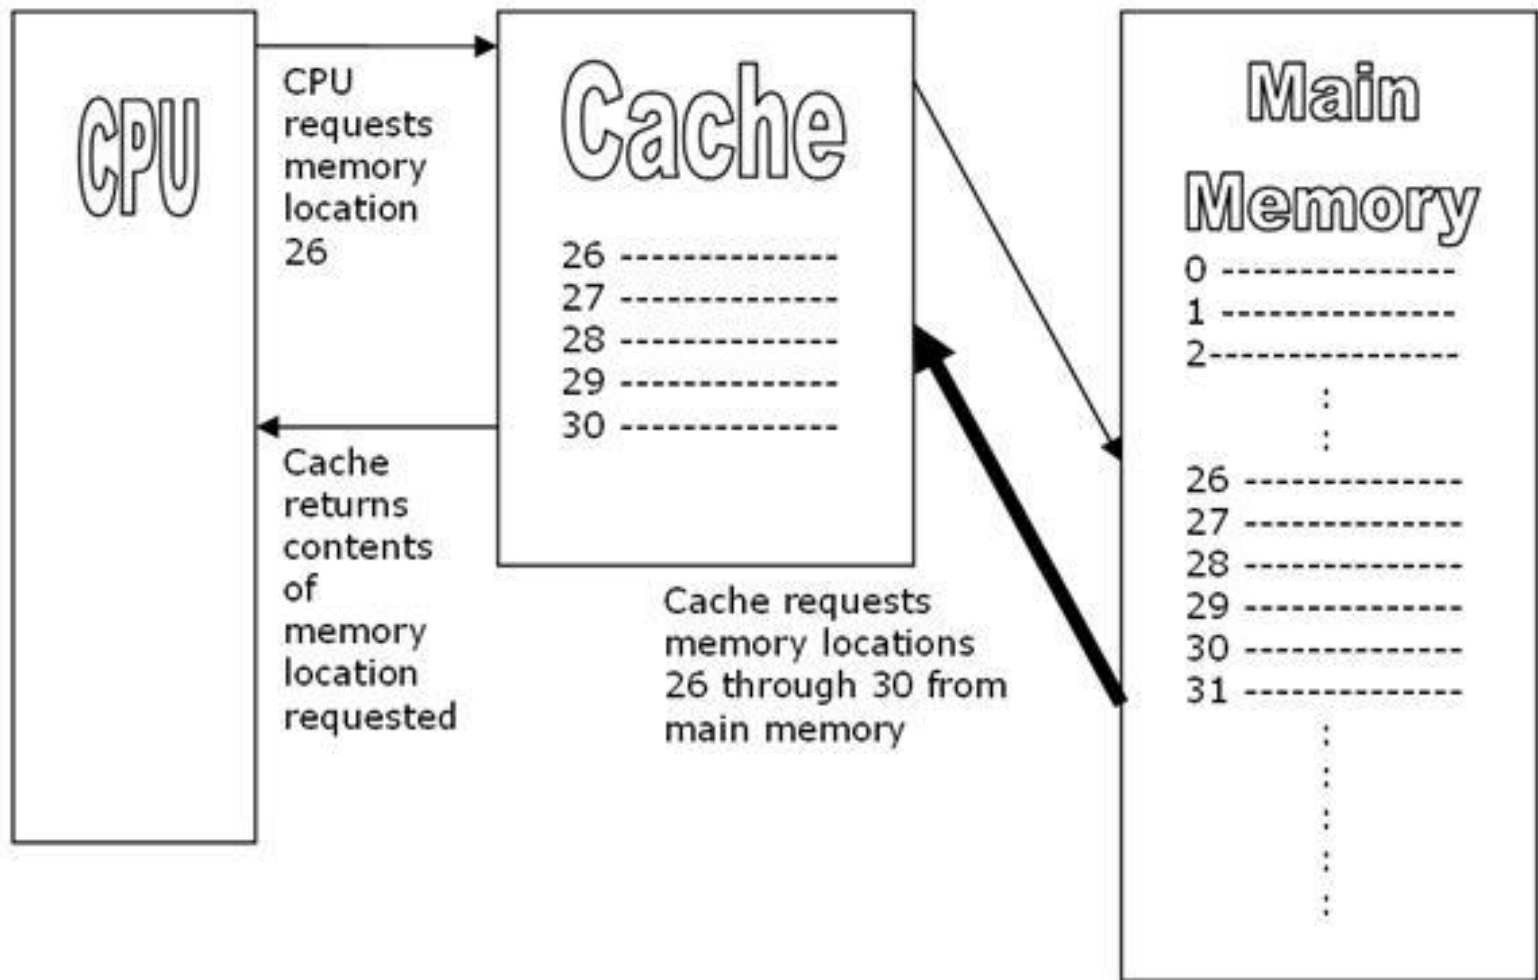 CPU
CPU
requests
memory
location
26
Cache
returns
contents
of
memory
location
requested
Cache
26 -------------
27 -------------
28 -------------
29 -------------
30 -------------
Cache requests
memory locations
26 through 30 from
main memory
Main
Memory
0 --------------
1 --------------
2---------------
:
:
26 -------------
27 -------------
28 -------------
29 -------------
30 -------------
31 -------------
:
:
:
:
: